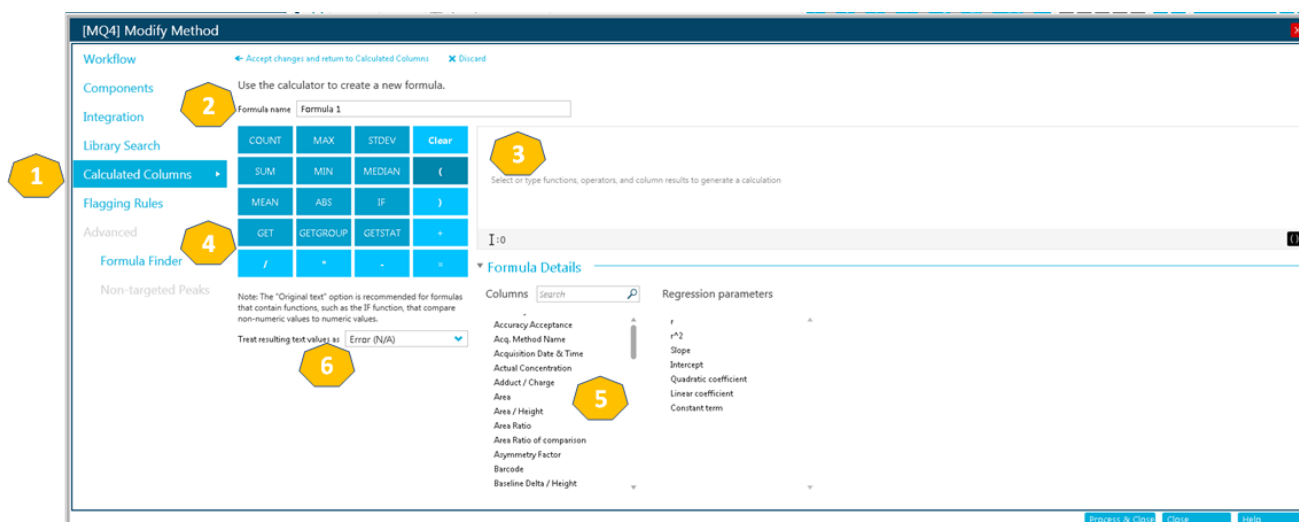 [MQ4] Modify Method
Workflow
Components
Integration
Library Search
Calculated Columns
Flagging Rules
Advanced
Formula Finder
Non-targeted Peaks
1
Accept changes and return to Calculated Columns Discard
Use the calculator to create a new formula.
2
Formula name Formula 1
COUNT MAX STDEV Clear
SUM MIN MEDIAN (
MEAN ABS IF )
GET GETGROUP GETSTAT +
/ * - =
4
Note: The "Original text" option is recommended for formulas
that contain functions, such as the IF function, that compare
non-numeric values to numeric values.
Treat resulting text values as Error (N/A)
6
3
Select or type functions, operators, and column results to generate a calculation
:0
()
Formula Details
Columns Search
Accuracy Acceptance
Acq. Method Name
Acquisition Date & Time
Actual Concentration
Adduct / Charge
Area
Area / Height
Area Ratio
Area Ratio of comparison
Asymmetry Factor
Barcode
Baseline Delta / Height
5
Regression parameters
r
r^2
Slope
Intercept
Quadratic coefficient
Linear coefficient
Constant term
Process & Close Close Help